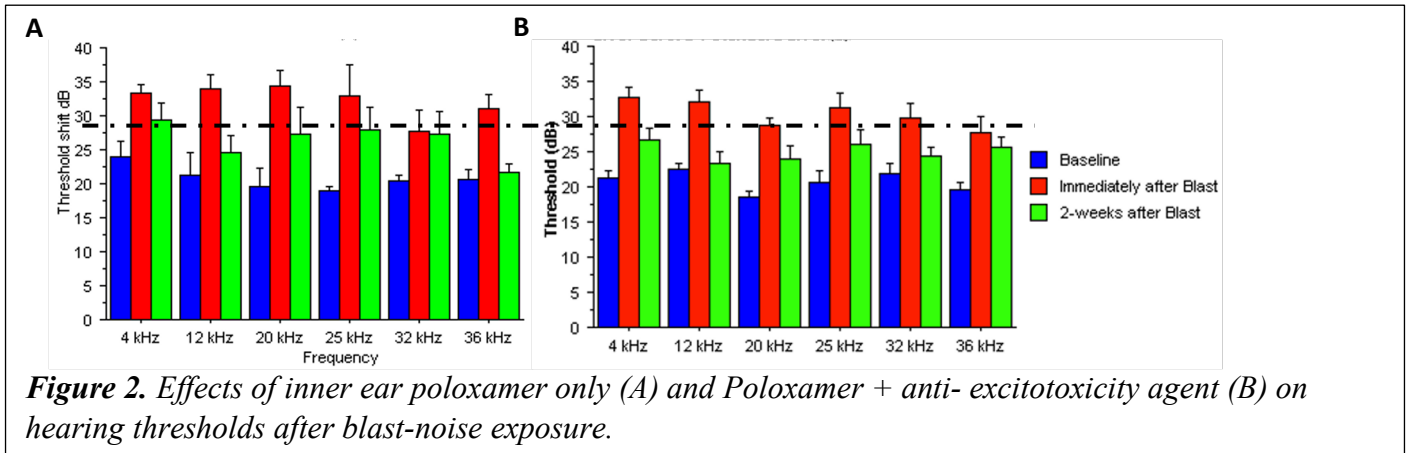 A
B
40
35
30
25
20
15
10
5
0
Threshold shift dB
4 kHz 12 kHz 20 kHz 25 kHz 32 kHz 36 kHz
Frequency
40
35
30
25
20
15
10
5
0
Threshold (dB)
4 kHz 12 kHz 20 kHz 25 kHz 32 kHz 36 kHz
Baseline
Immediately after Blast
2-weeks after Blast
Figure 2. Effects of inner ear poloxamer only (A) and Poloxamer + anti- excitotoxicity agent (B) on
hearing thresholds after blast-noise exposure.